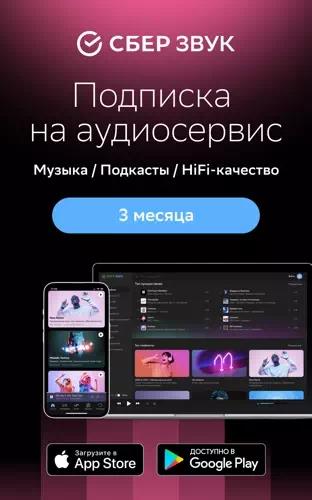 СБЕР ЗВУК
Подписка
на аудиосервис
Музыка / Подкасты / HiFi-качество
3 месяца
Загрузите в
App Store
ДОСТУПНО В
Google Play